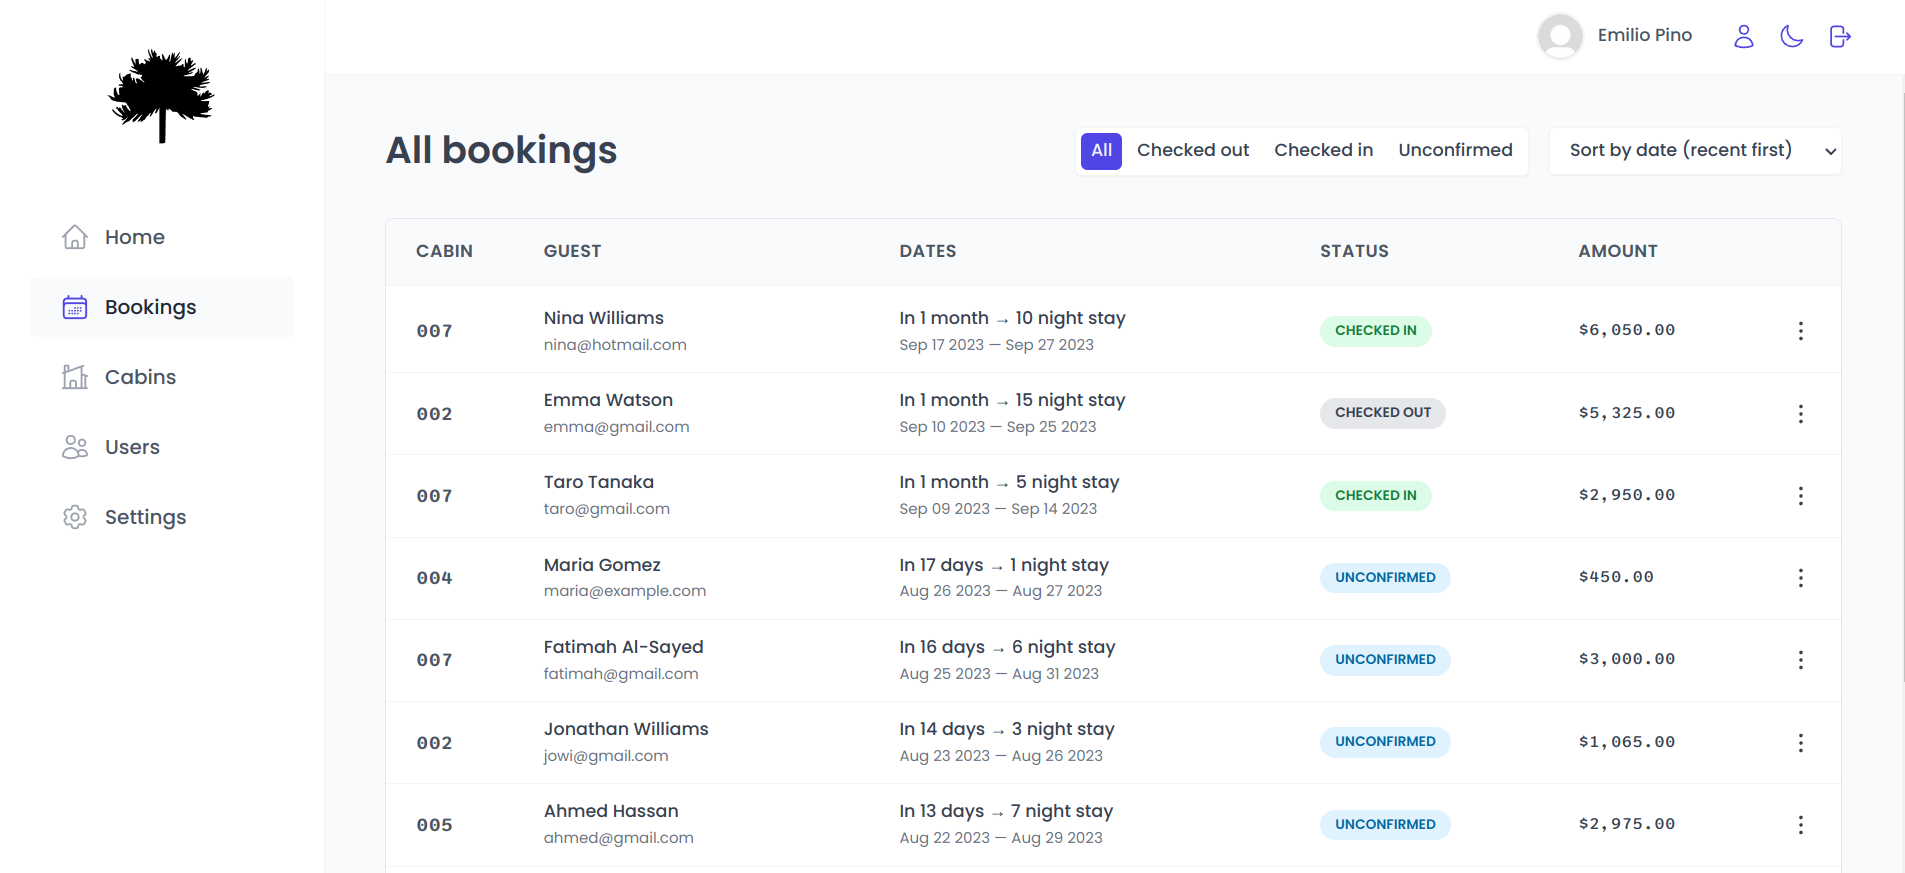 Emilio Pino
Home
Bookings
Cabins
Users
Settings
All bookings
All Checked out Checked in Unconfirmed
Sort by date (recent first)
CABIN GUEST DATES STATUS AMOUNT
007 Nina Williams In 1 month → 10 night stay CHECKED IN $6,050.00
nina@hotmail.com Sep 17 2023 — Sep 27 2023
002 Emma Watson In 1 month → 15 night stay CHECKED OUT $5,325.00
emma@gmail.com Sep 10 2023 — Sep 25 2023
007 Taro Tanaka In 1 month → 5 night stay CHECKED IN $2,950.00
taro@gmail.com Sep 09 2023 — Sep 14 2023
004 Maria Gomez In 17 days → 1 night stay UNCONFIRMED $450.00
maria@example.com Aug 26 2023 — Aug 27 2023
007 Fatimah Al-Sayed In 16 days → 6 night stay UNCONFIRMED $3,000.00
fatimah@gmail.com Aug 25 2023 — Aug 31 2023
002 Jonathan Williams In 14 days → 3 night stay UNCONFIRMED $1,065.00
jowi@gmail.com Aug 23 2023 — Aug 26 2023
005 Ahmed Hassan In 13 days → 7 night stay UNCONFIRMED $2,975.00
ahmed@gmail.com Aug 22 2023 — Aug 29 2023